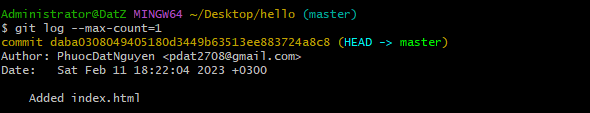 Administrator@DatZ MINGW64 ~/Desktop/hello (master)
$ git log --max-count=1
commit daba0308049405180d3449b63513ee883724a8c8 (HEAD -> master)
Author: PhuocDatNguyen <pdat2708@gmail.com>
Date:   Sat Feb 11 18:22:04 2023 +0300

    Added index.html